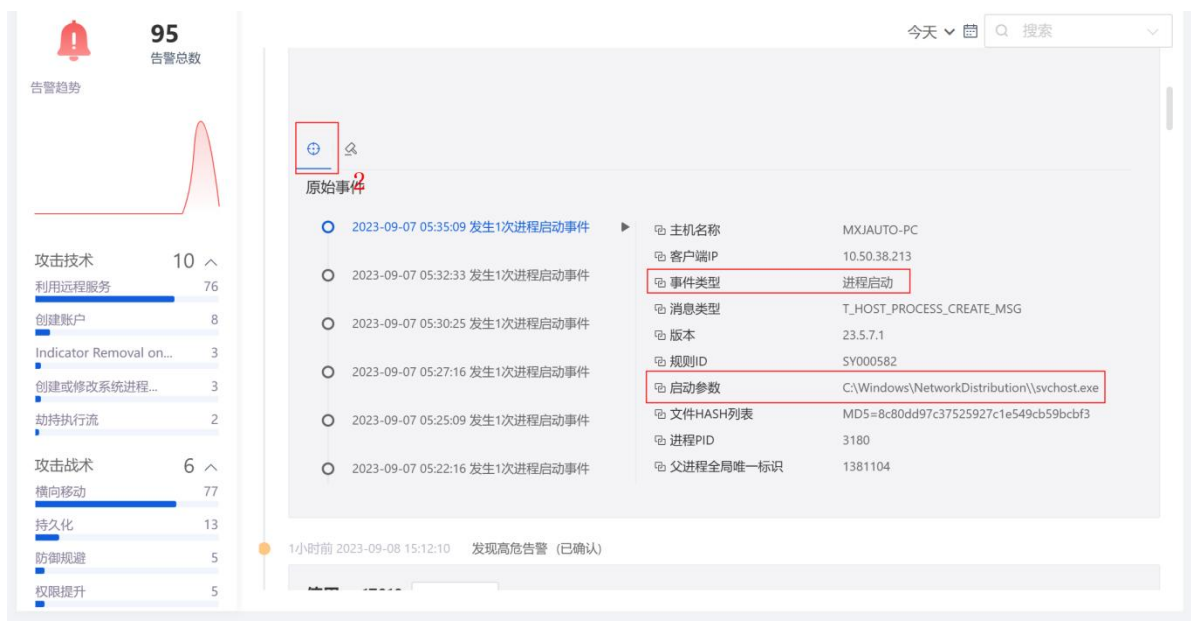 95
告警总数
今天
搜索
告警趋势
2
原始事件
2023-09-07 05:35:09 发生1次进程启动事件
2023-09-07 05:32:33 发生1次进程启动事件
2023-09-07 05:30:25 发生1次进程启动事件
2023-09-07 05:27:16 发生1次进程启动事件
2023-09-07 05:25:09 发生1次进程启动事件
2023-09-07 05:22:16 发生1次进程启动事件
主机名称 MXJAUTO-PC
客户端IP 10.50.38.213
事件类型 进程启动
消息类型 T_HOST_PROCESS_CREATE_MSG
版本 23.5.7.1
规则ID SY000582
启动参数 C:\Windows\NetworkDistribution\\svchost.exe
文件HASH列表 MD5=8c80dd97c37525927c1e549cb59bcbf3
进程PID 3180
父进程全局唯一标识 1381104
攻击技术 10
利用远程服务 76
创建账户 8
Indicator Removal on... 3
创建或修改系统进程... 3
劫持执行流 2
攻击战术 6
横向移动 77
持久化 13
防御规避 5
权限提升 5
1小时前 2023-09-08 15:12:10 发现高危告警 (已确认)